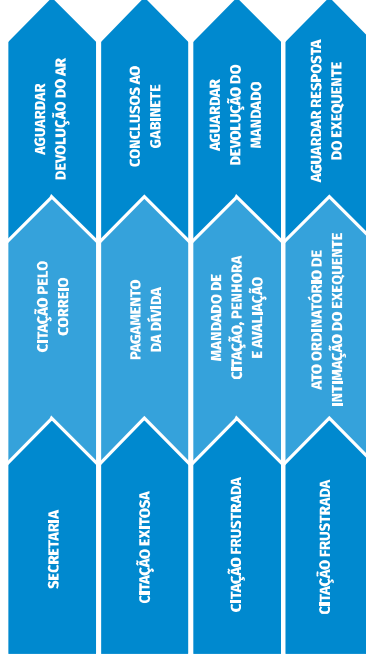 SECRETARIA
CITAÇÃO PELO
CORREIO
AGUARDAR
DEVOLUÇÃO DO AR
CITAÇÃO EXITOSA
PAGAMENTO
DA DÍVIDA
CONCLUSOS AO
GABINETE
CITAÇÃO FRUSTRADA
MANDADO DE
CITAÇÃO, PENHORA
E AVALIAÇÃO
AGUARDAR
DEVOLUÇÃO DO
MANDADO
CITAÇÃO FRUSTRADA
ATO ORDINATÓRIO DE
INTIMAÇÃO DO EXEQUENTE
AGUARDAR RESPOSTA
DO EXEQUENTE